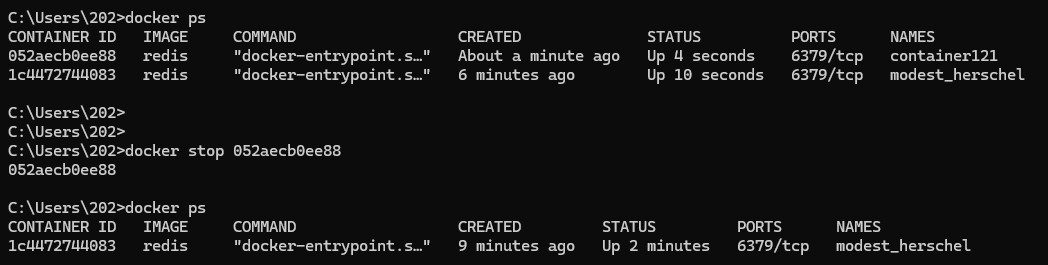 C:\Users\202>docker ps
CONTAINER ID   IMAGE     COMMAND                  CREATED              STATUS          PORTS      NAMES
052aecb0ee88   redis     "docker-entrypoint.s…"   About a minute ago   Up 4 seconds    6379/tcp   container121
1c4472744083   redis     "docker-entrypoint.s…"   6 minutes ago        Up 10 seconds   6379/tcp   modest_herschel
C:\Users\202>
C:\Users\202>
C:\Users\202>docker stop 052aecb0ee88
052aecb0ee88
C:\Users\202>docker ps
CONTAINER ID   IMAGE     COMMAND                  CREATED         STATUS         PORTS      NAMES
1c4472744083   redis     "docker-entrypoint.s…"   9 minutes ago   Up 2 minutes   6379/tcp   modest_herschel